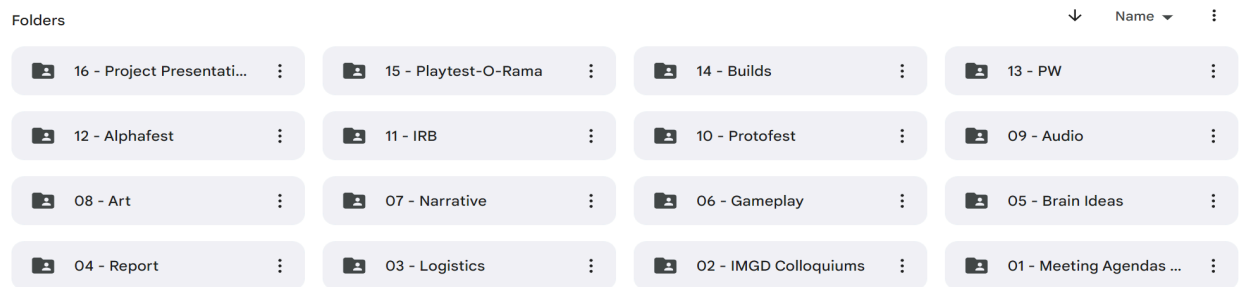 Folders
Name
16 - Project Presentati...
15 - Playtest-O-Rama
14 - Builds
13 - PW
12 - Alphafest
11 - IRB
10 - Protofest
09 - Audio
08 - Art
07 - Narrative
06 - Gameplay
05 - Brain Ideas
04 - Report
03 - Logistics
02 - IMGD Colloquiums
01 - Meeting Agendas ...